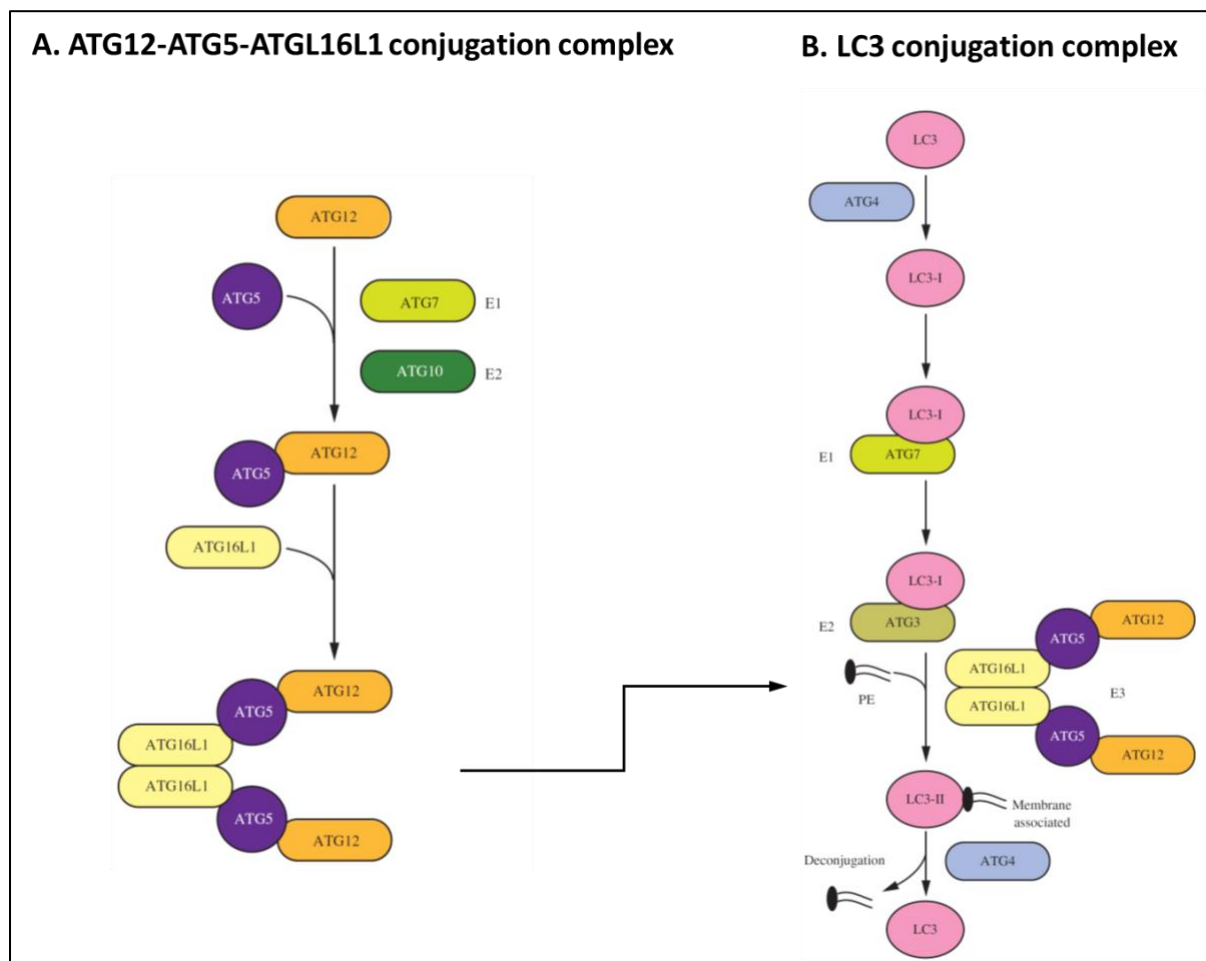 A. ATG12-ATG5-ATGL16L1 conjugation complex
ATG12
ATG5
ATG7
E1
ATG10
E2
ATG5
ATG12
ATG16L1
ATG12
ATG5
ATG16L1
ATG16L1
ATG5
ATG12
B. LC3 conjugation complex
LC3
ATG4
LC3-I
LC3-I
E1
ATG7
LC3-I
E2
ATG3
ATG12
ATG5
ATG16L1
E3
PE
ATG16L1
ATG5
ATG12
LC3-II
Membrane
associated
Deconjugation
ATG4
LC3